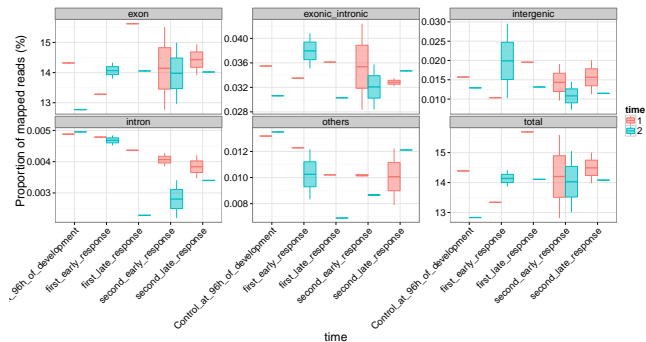 exon
exonic_intronic
intergenic
15
14
13
0.040
0.036
0.032
0.028
0.030
0.025
0.020
0.015
0.010
intron
others
total
0.005
0.004
0.003
0.012
0.010
0.008
15
14
13
Proportion of mapped reads (%)
time
1
2
_96h_of_development
first_early_response
first_late_response
second_early_response
second_late_response
Control_at_96h_of_development
first_early_response
first_late_response
second_early_response
second_late_response
Control_at_96h_of_development
first_early_response
first_late_response
second_early_response
second_late_response
time